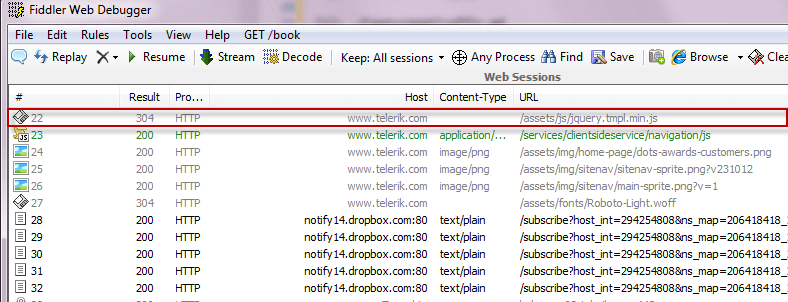 Fiddler Web Debugger
File Edit Rules Tools View Help GET /book
Replay Resume Stream Decode Keep: All sessions Any Process Find Save Browse Clea
Web Sessions
# Result Pro... Host Content-Type URL
22 304 HTTP www.telerik.com /assets/js/jquery.tmpl.min.js
23 200 HTTP www.telerik.com application/... /services/clientsideservice/navigation/js
24 200 HTTP www.telerik.com image/png /assets/img/home-page/dots-awards-customers.png
25 200 HTTP www.telerik.com image/png /assets/img/sitenav/sitenav-sprite.png?v231012
26 200 HTTP www.telerik.com image/png /assets/img/sitenav/main-sprite.png?v=1
27 304 HTTP www.telerik.com /assets/fonts/Roboto-Light.woff
28 200 HTTP notify14.dropbox.com:80 text/plain /subscribe?host_int=294254808&ns_map=206418418_
29 200 HTTP notify14.dropbox.com:80 text/plain /subscribe?host_int=294254808&ns_map=206418418_
30 200 HTTP notify14.dropbox.com:80 text/plain /subscribe?host_int=294254808&ns_map=206418418_
31 200 HTTP notify14.dropbox.com:80 text/plain /subscribe?host_int=294254808&ns_map=206418418_
32 200 HTTP notify14.dropbox.com:80 text/plain /subscribe?host_int=294254808&ns_map=206418418_